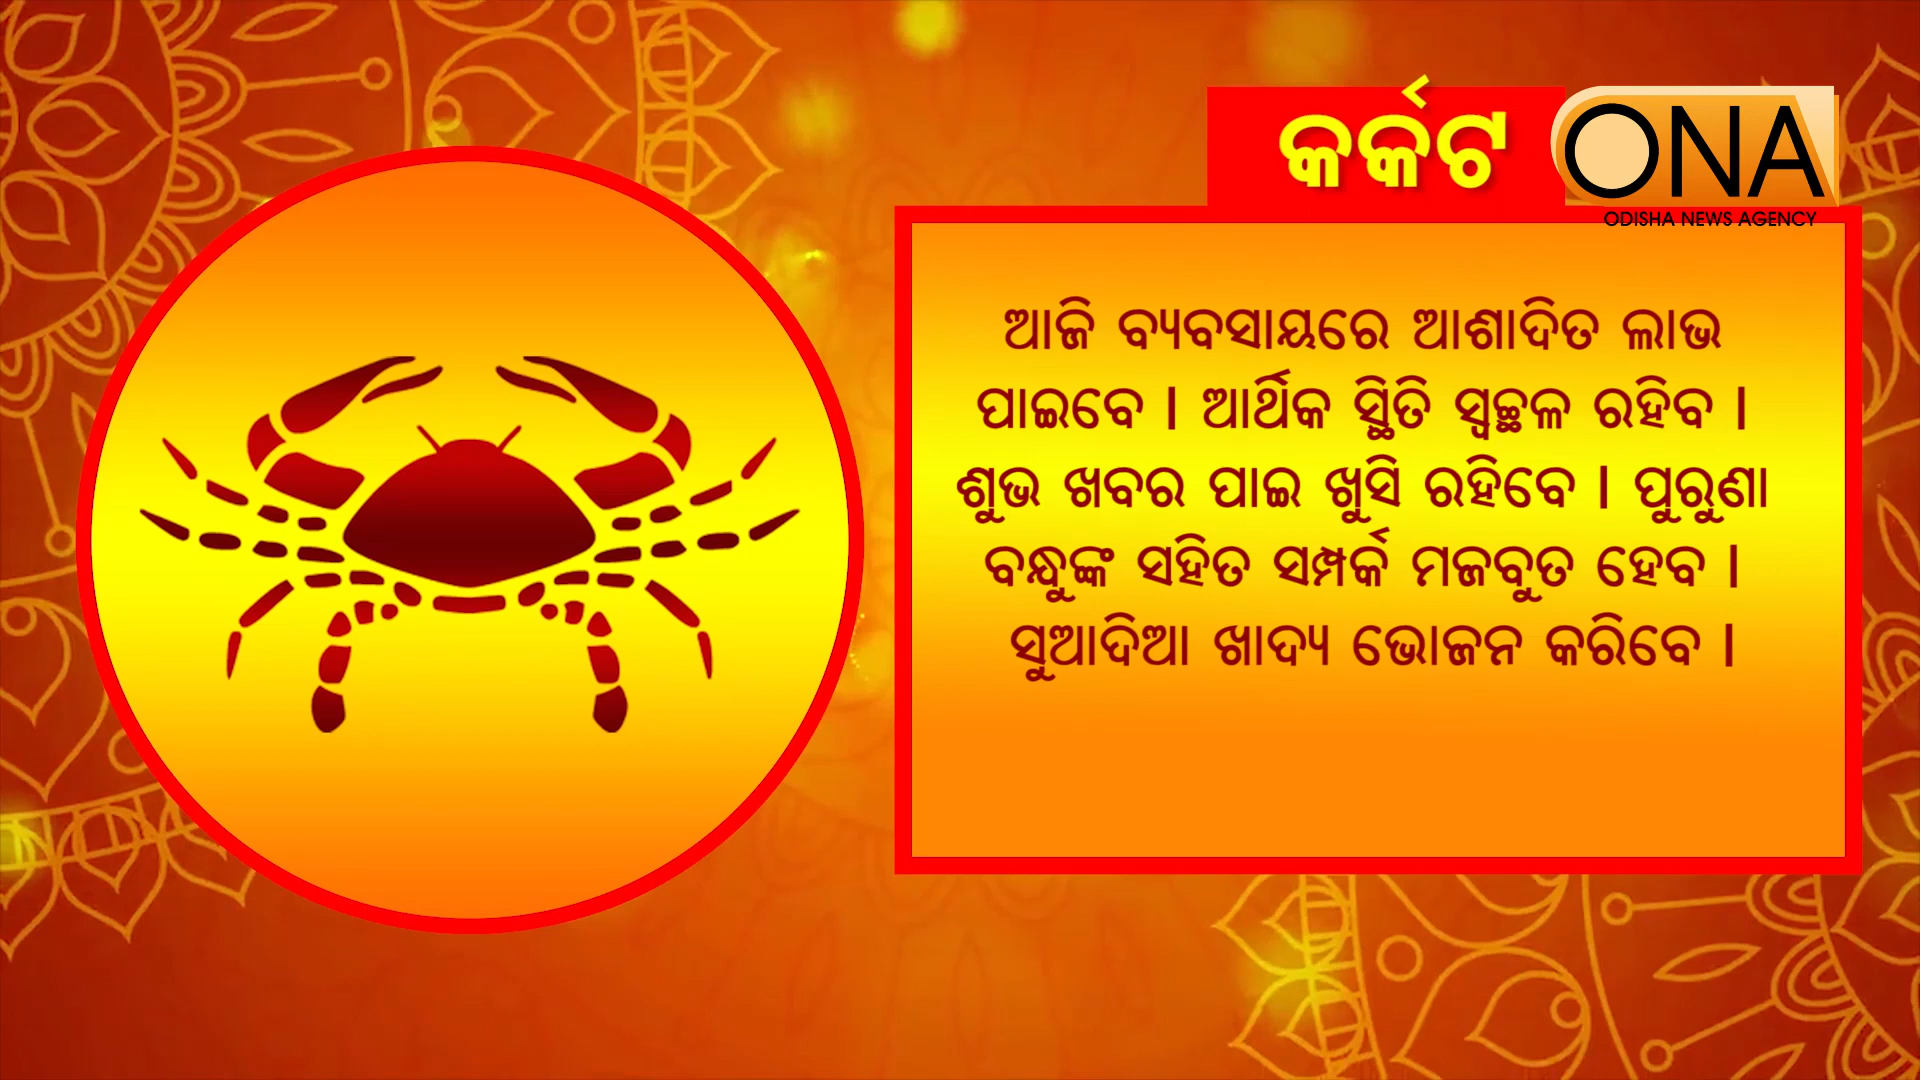 କର୍କଟ
ONA
ODISHA NEWS AGENCY
ଆଜି ବ୍ୟବସାୟରେ ଆଶାଦିତ ଲାଭ
ପାଇବେ । ଆର୍ଥିକ ସ୍ଥିତି ସ୍ୱଚ୍ଛଳ ରହିବ ।
ଶୁଭ ଖବର ପାଇ ଖୁସି ରହିବେ । ପୁରୁଣା
ବନ୍ଧୁଙ୍କ ସହିତ ସମ୍ପର୍କ ମଜବୁତ ହେବ ।
ସୁଆଦିଆ ଖାଦ୍ୟ ଭୋଜନ କରିବେ ।